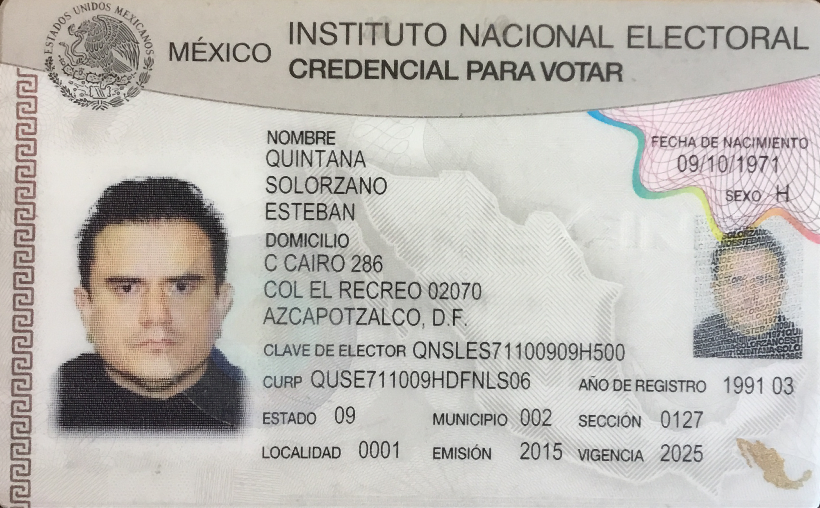 ESTADOS UNIDOS MEXICANOS
MÉXICO
INSTITUTO NACIONAL ELECTORAL
CREDENCIAL PARA VOTAR
NOMBRE
QUINTANA
SOLORZANO
ESTEBAN
FECHA DE NACIMIENTO
09/10/1971
SEXO H
DOMICILIO
C CAIRO 286
COL EL RECREO 02070
AZCAPOTZALCO, D.F.
CLAVE DE ELECTOR QNSLES71100909H500
CURP QUSE711009HDFNLS06 AÑO DE REGISTRO 1991 03
ESTADO 09 MUNICIPIO 002 SECCIÓN 0127
LOCALIDAD 0001 EMISIÓN 2015 VIGENCIA 2025